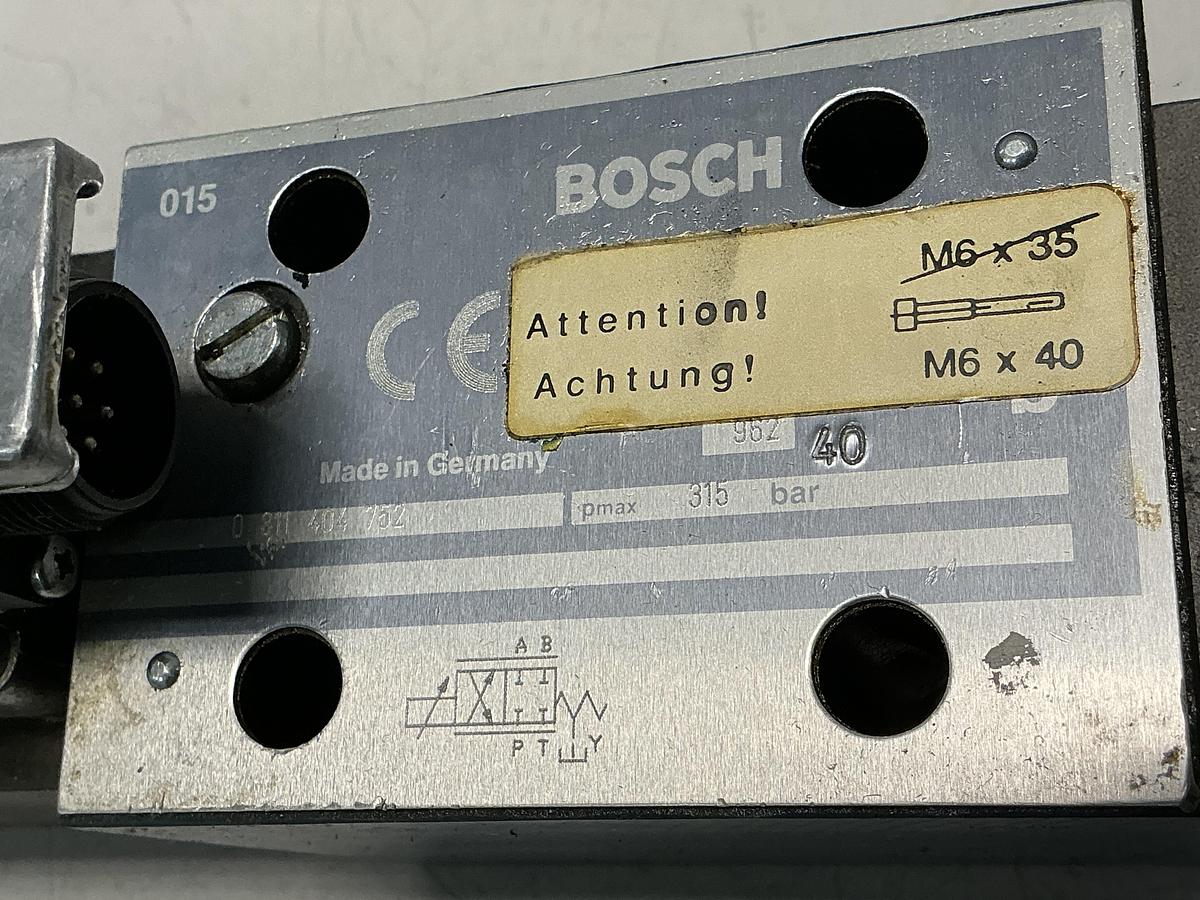 015
BOSCH
CE
M6 x 35
Attention!
Achtung!
M6 x 40
962
40
Made in Germany
0 811 404 752
pmax 315 bar
A B
P T Y